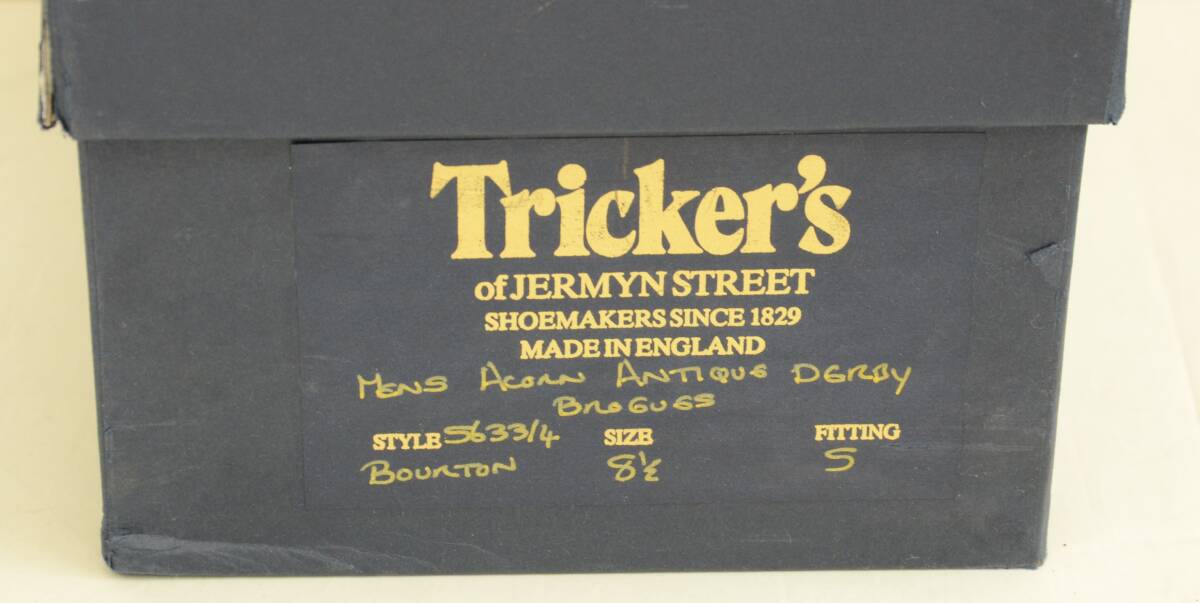 Tricker's
of JERMYN STREET
SHOEMAKERS SINCE 1829
MADE IN ENGLAND
MENS ACORN ANTIQUE DERBY
BROGUES
STYLE 5633/4 SIZE FITTING
BOURTON 8½ 5